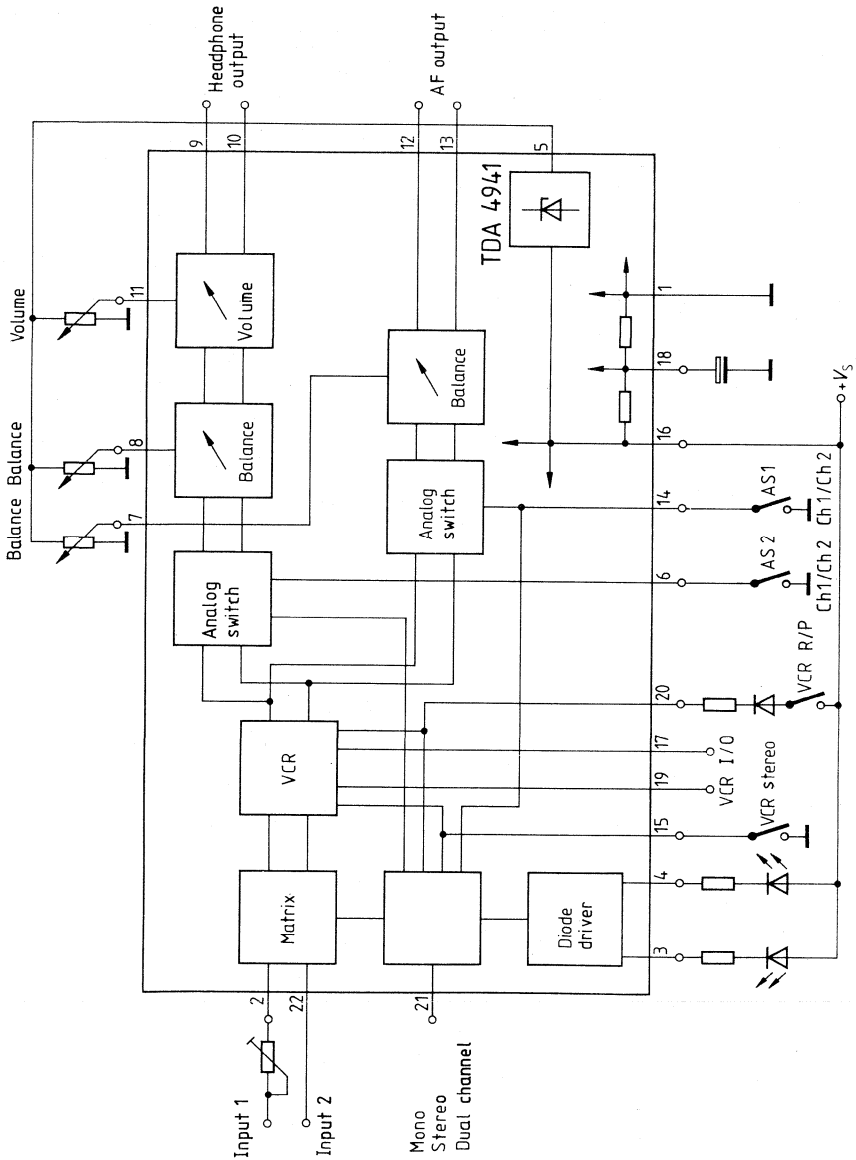 Volume
Balance
Balance
Headphone
output
AF output
9
10
12
13
5
11
8
7
TDA 4941
Volume
Balance
Balance
Analog
switch
Analog
switch
VCR
Matrix
Diode
driver
1
18
16
14
6
20
17
19
15
4
3
2
22
21
+VS
AS1
Ch1/Ch2
AS2
Ch1/Ch2
VCR R/P
VCR I/O
VCR stereo
Input 1
Input 2
Mono
Stereo
Dual channel